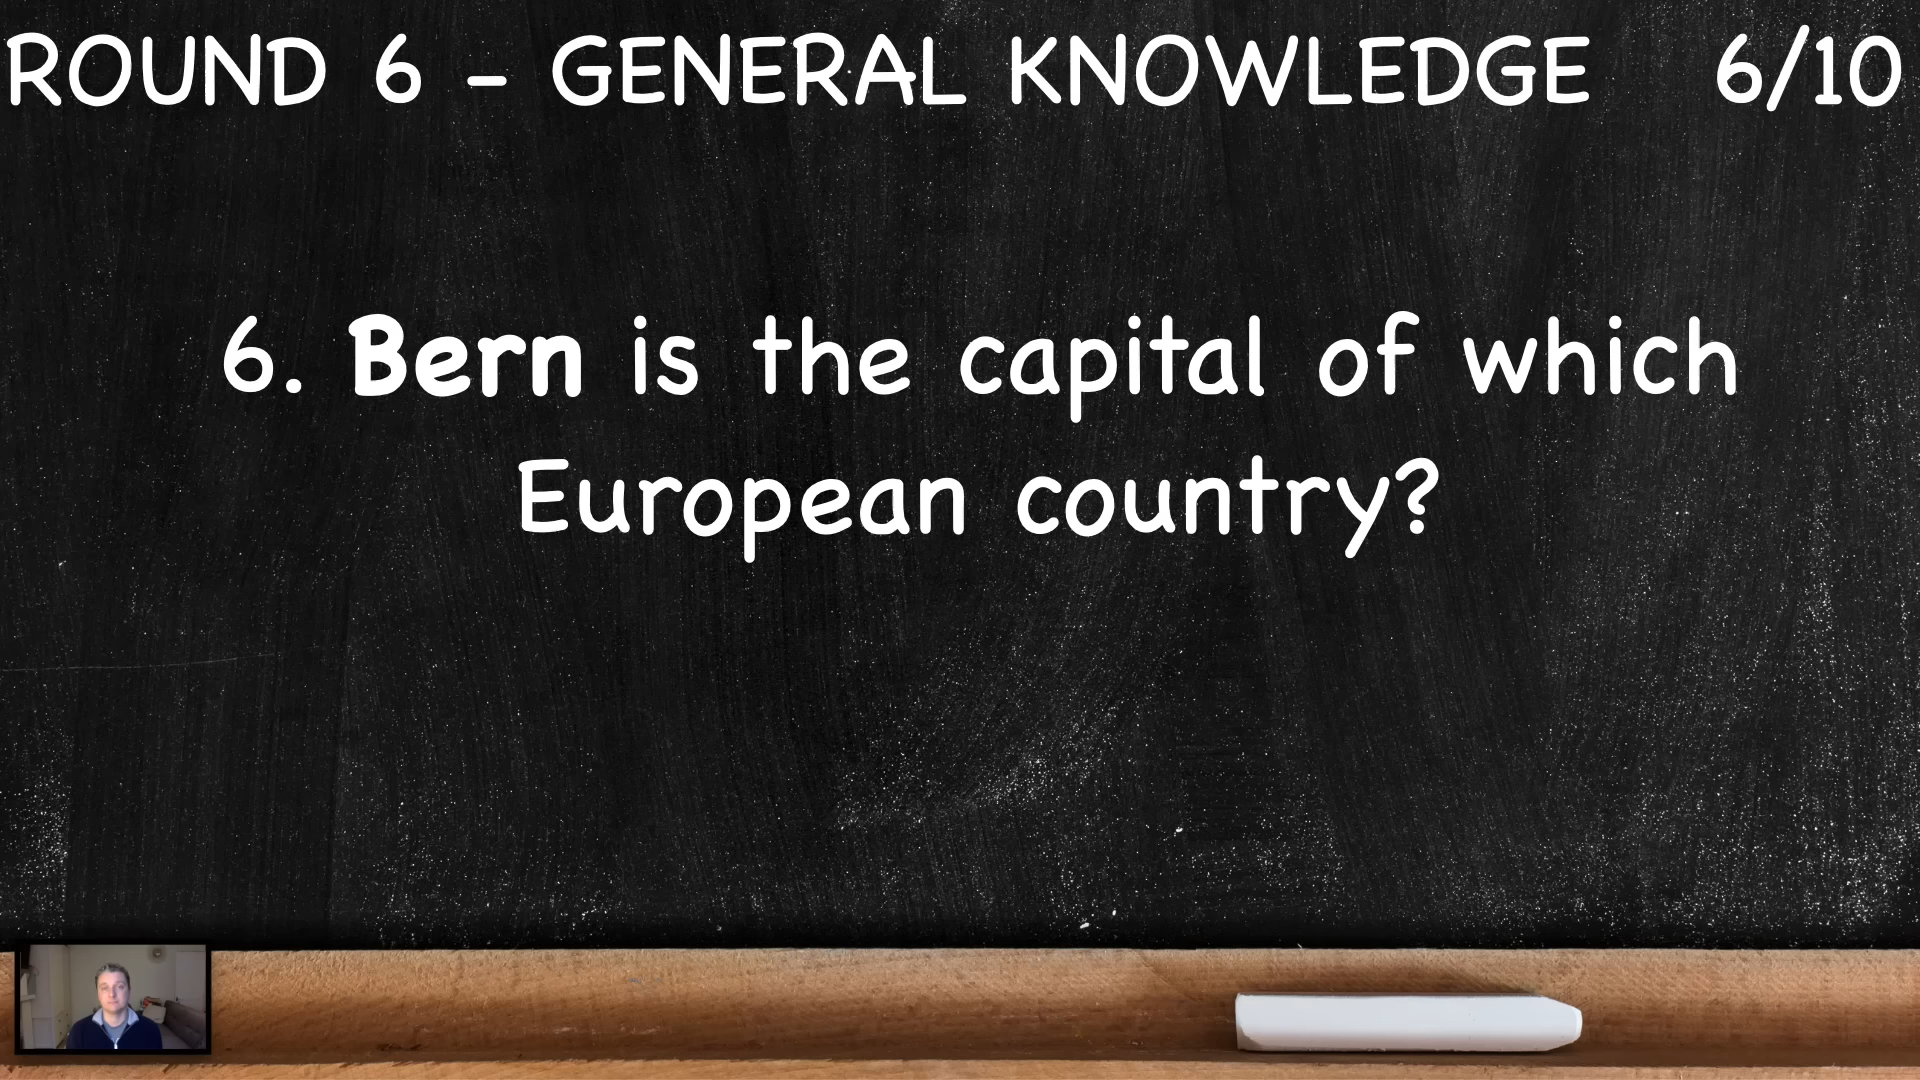 ROUND 6 - GENERAL KNOWLEDGE 6/10
6. Bern is the capital of which
European country?